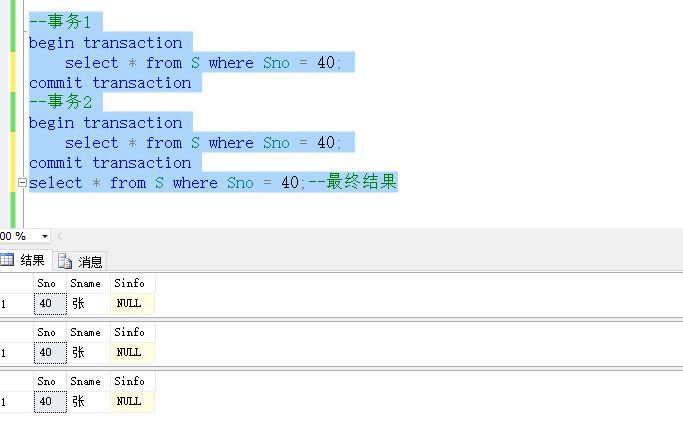 --事务1
begin transaction
select * from S where Sno = 40;
commit transaction
--事务2
begin transaction
select * from S where Sno = 40;
commit transaction
select * from S where Sno = 40;--最终结果
00 %
结果 消息
Sno Sname Sinfo
1 40 张 NULL
Sno Sname Sinfo
1 40 张 NULL
Sno Sname Sinfo
1 40 张 NULL